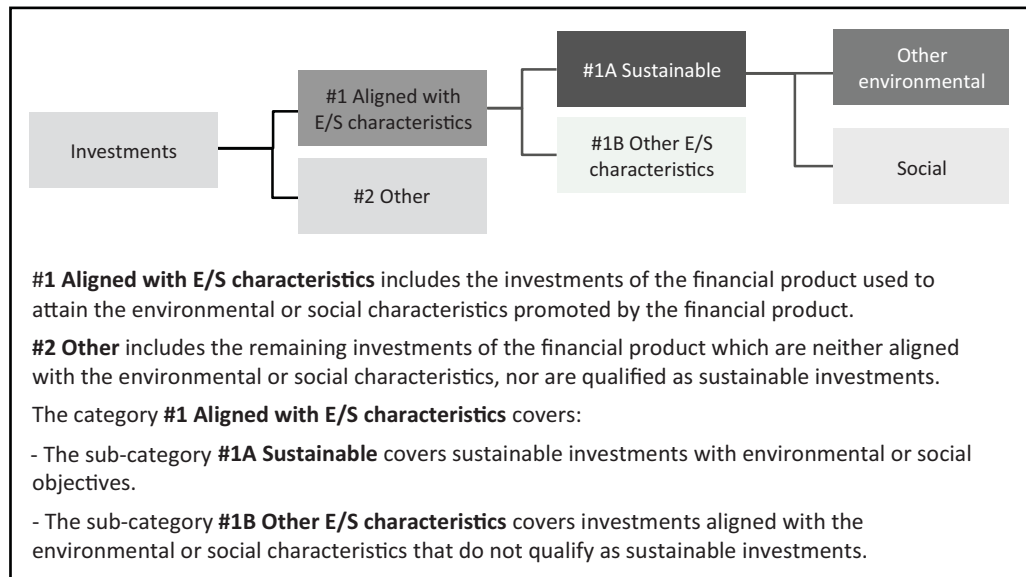 Investments
#1 Aligned with
E/S characteristics
#2 Other
#1A Sustainable
#1B Other E/S
characteristics
Other
environmental
Social
#1 Aligned with E/S characteristics includes the investments of the financial product used to
attain the environmental or social characteristics promoted by the financial product.
#2 Other includes the remaining investments of the financial product which are neither aligned
with the environmental or social characteristics, nor are qualified as sustainable investments.
The category #1 Aligned with E/S characteristics covers:
- The sub-category #1A Sustainable covers sustainable investments with environmental or social
objectives.
- The sub-category #1B Other E/S characteristics covers investments aligned with the
environmental or social characteristics that do not qualify as sustainable investments.